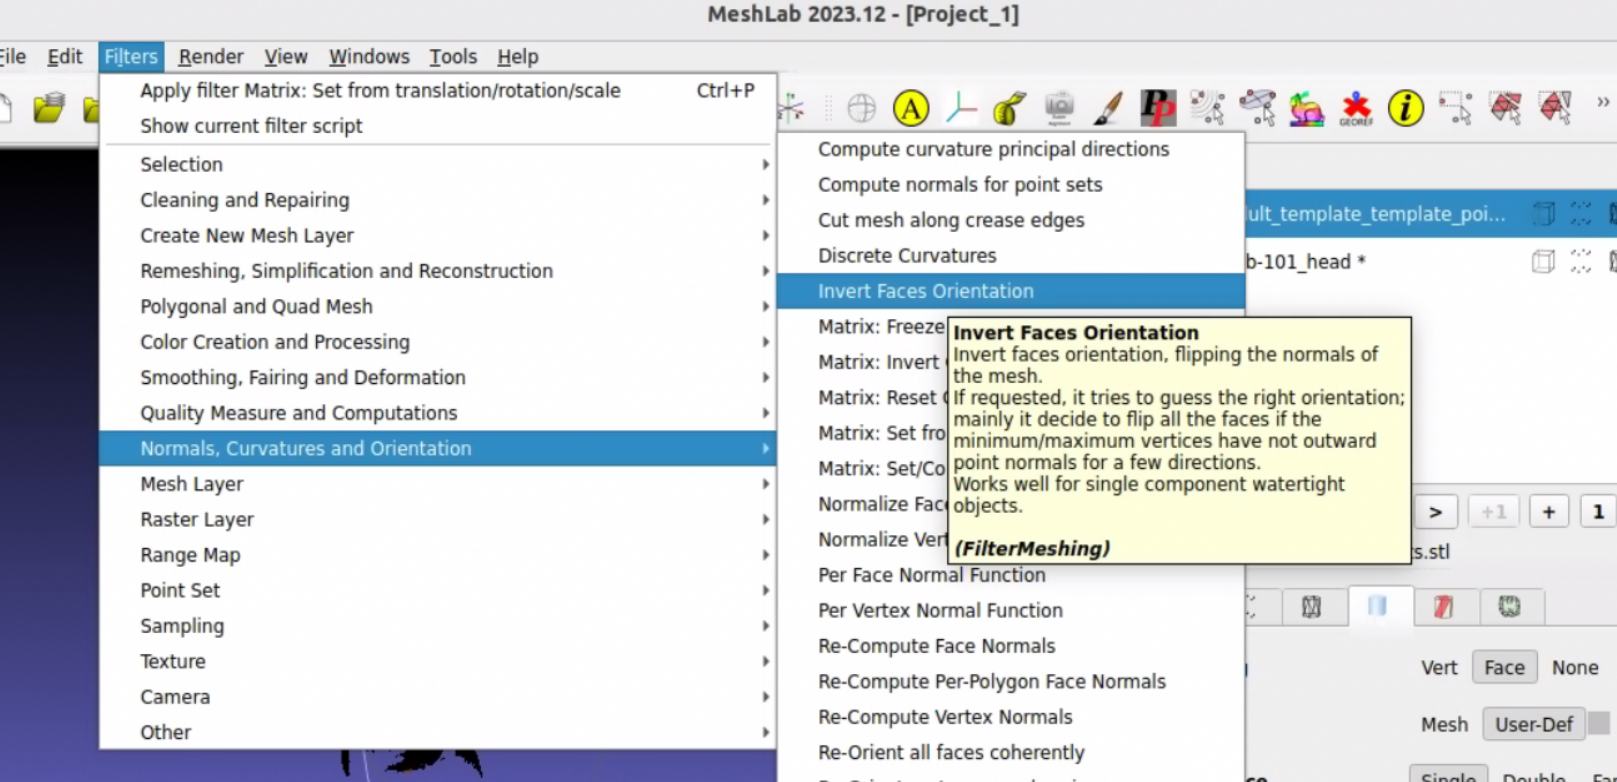 MeshLab 2023.12 - [Project_1]
File Edit Filters Render View Windows Tools Help
Apply filter Matrix: Set from translation/rotation/scale Ctrl+P
Show current filter script
Selection
Cleaning and Repairing
Create New Mesh Layer
Remeshing, Simplification and Reconstruction
Polygonal and Quad Mesh
Color Creation and Processing
Smoothing, Fairing and Deformation
Quality Measure and Computations
Normals, Curvatures and Orientation
Mesh Layer
Raster Layer
Range Map
Point Set
Sampling
Texture
Camera
Other
A
PP
GEOREF
i
»
Compute curvature principal directions
Compute normals for point sets
Cut mesh along crease edges
Discrete Curvatures
Invert Faces Orientation
Matrix: Freeze
Matrix: Invert
Matrix: Reset
Matrix: Set fro
Matrix: Set/Co
Normalize Fac
Normalize Vert
Per Face Normal Function
Per Vertex Normal Function
Re-Compute Face Normals
Re-Compute Per-Polygon Face Normals
Re-Compute Vertex Normals
Re-Orient all faces coherently
Invert Faces Orientation
Invert faces orientation, flipping the normals of
the mesh.
If requested, it tries to guess the right orientation;
mainly it decide to flip all the faces if the
minimum/maximum vertices have not outward
point normals for a few directions.
Works well for single component watertight
objects.
(FilterMeshing)
ult_template_template_poi...
b-101_head *
> +1 + 1
s.stl
Vert Face None
Mesh User-Def
Single Double